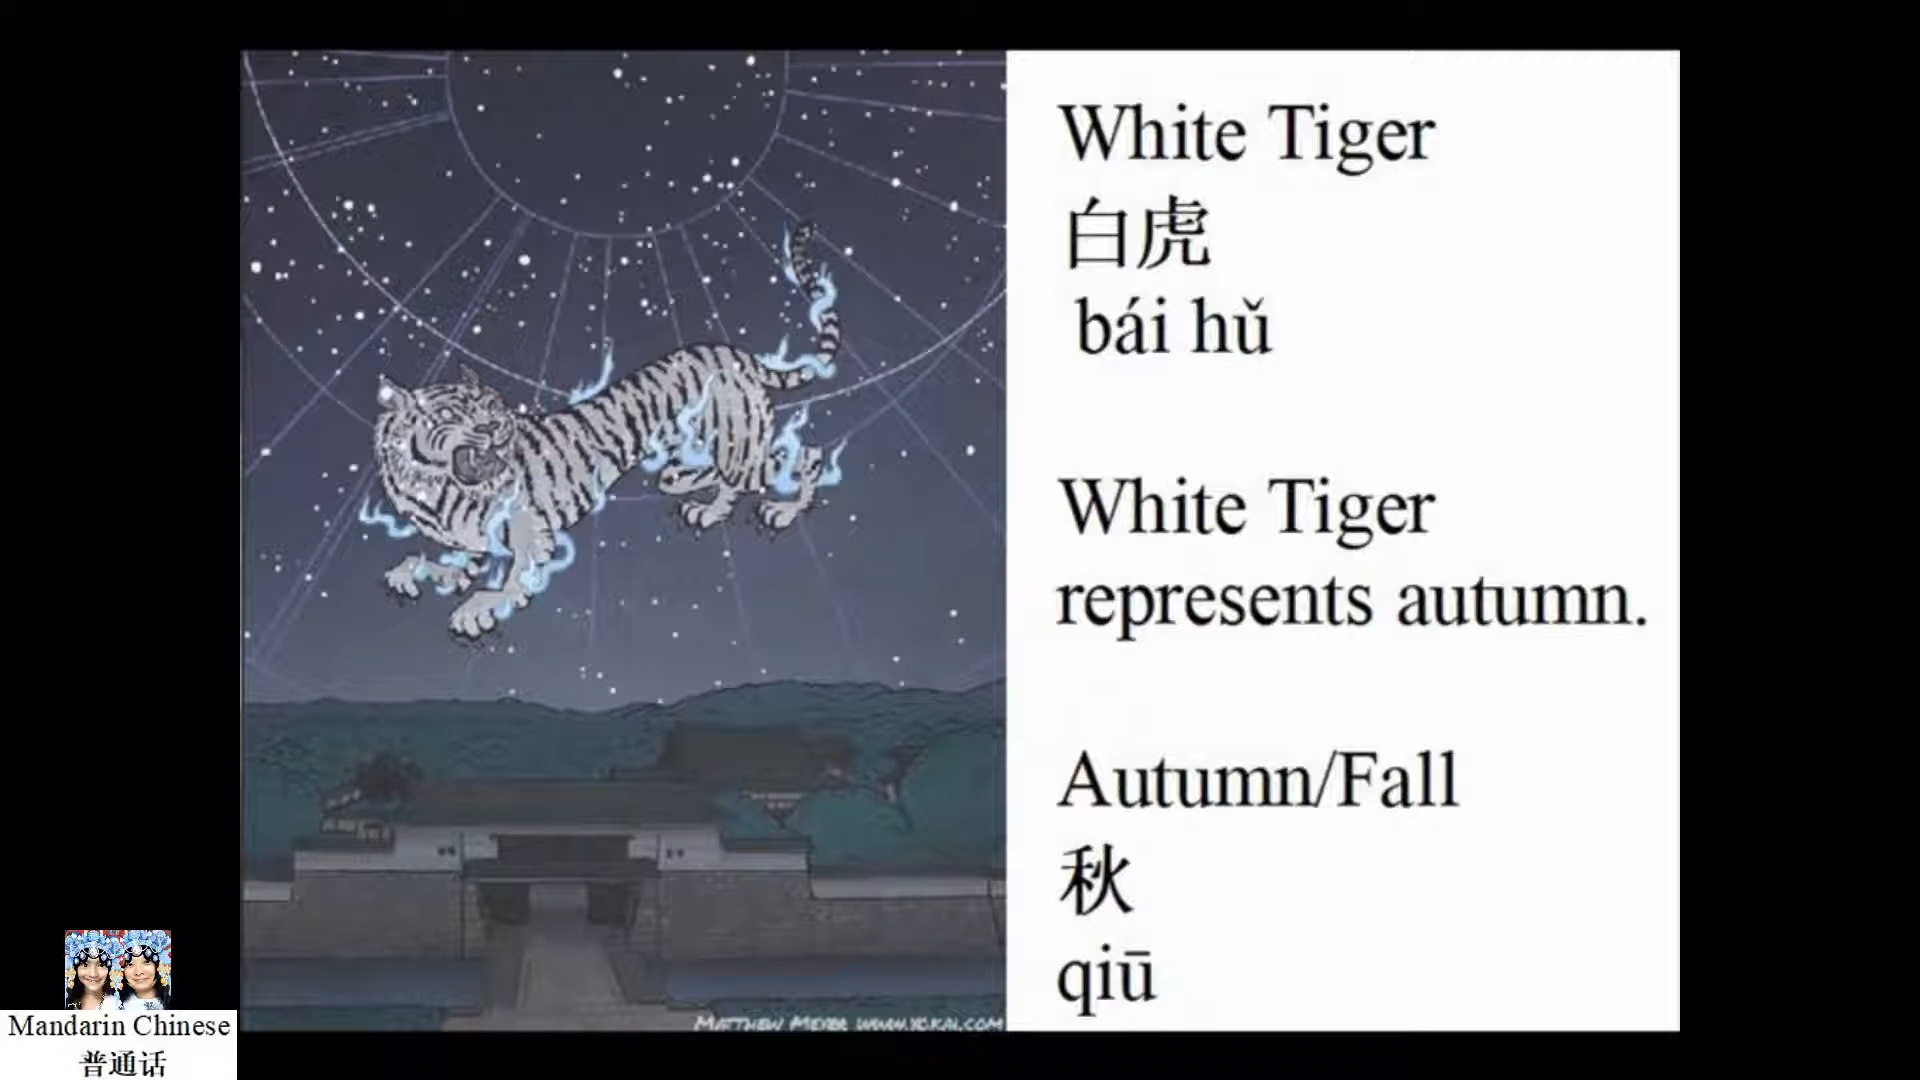 White Tiger
白虎
bái hǔ
White Tiger
represents autumn.
Autumn/Fall
秋
qiū
MATTHEW MEYER WWW.YOKAI.COM
Mandarin Chinese
普通话